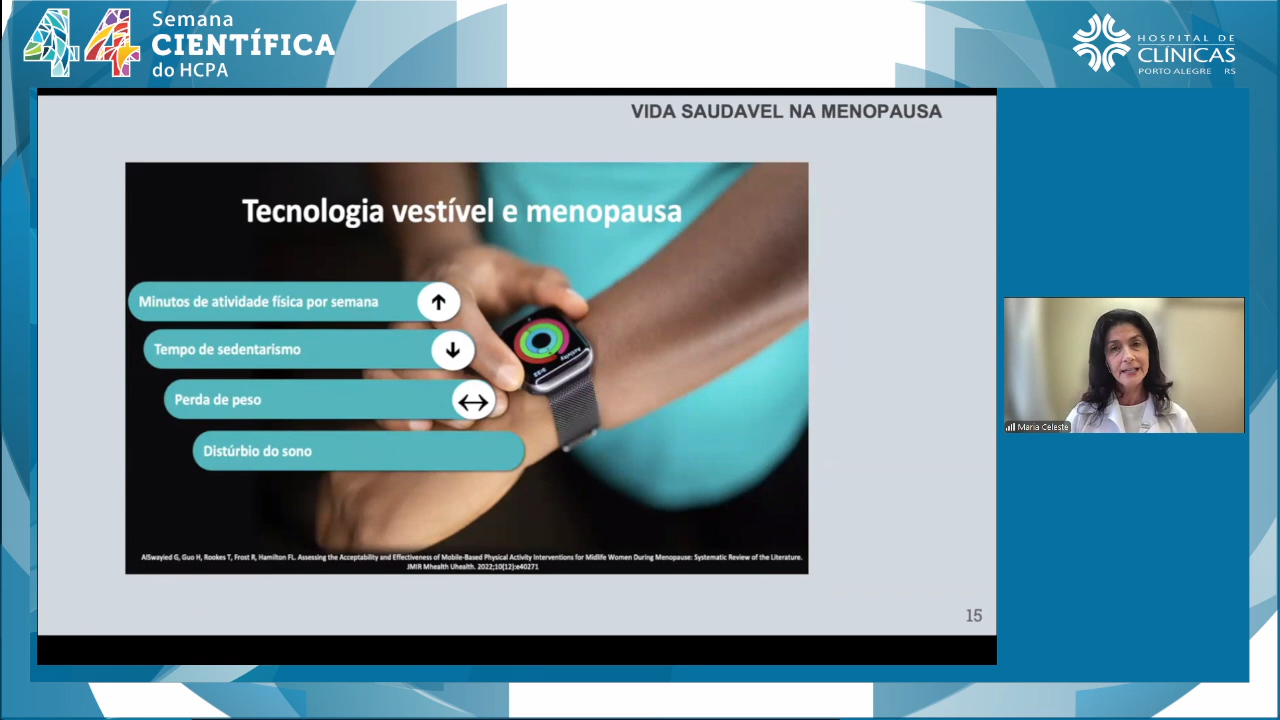 44 Semana
CIENTÍFICA
do HCPA
HOSPITAL DE
CLÍNICAS
PORTO ALEGRE RS
VIDA SAUDAVEL NA MENOPAUSA
Tecnologia vestível e menopausa
Minutos de atividade física por semana
Tempo de sedentarismo
Perda de peso
Distúrbio do sono
Activity
AlSwayied G, Guo H, Rookes T, Frost R, Hamilton FL. Assessing the Acceptability and Effectiveness of Mobile-Based Physical Activity Interventions for Midlife Women During Menopause: Systematic Review of the Literature.
JMIR Mhealth Uhealth. 2022;10(12):e40271
15
Maria Celeste